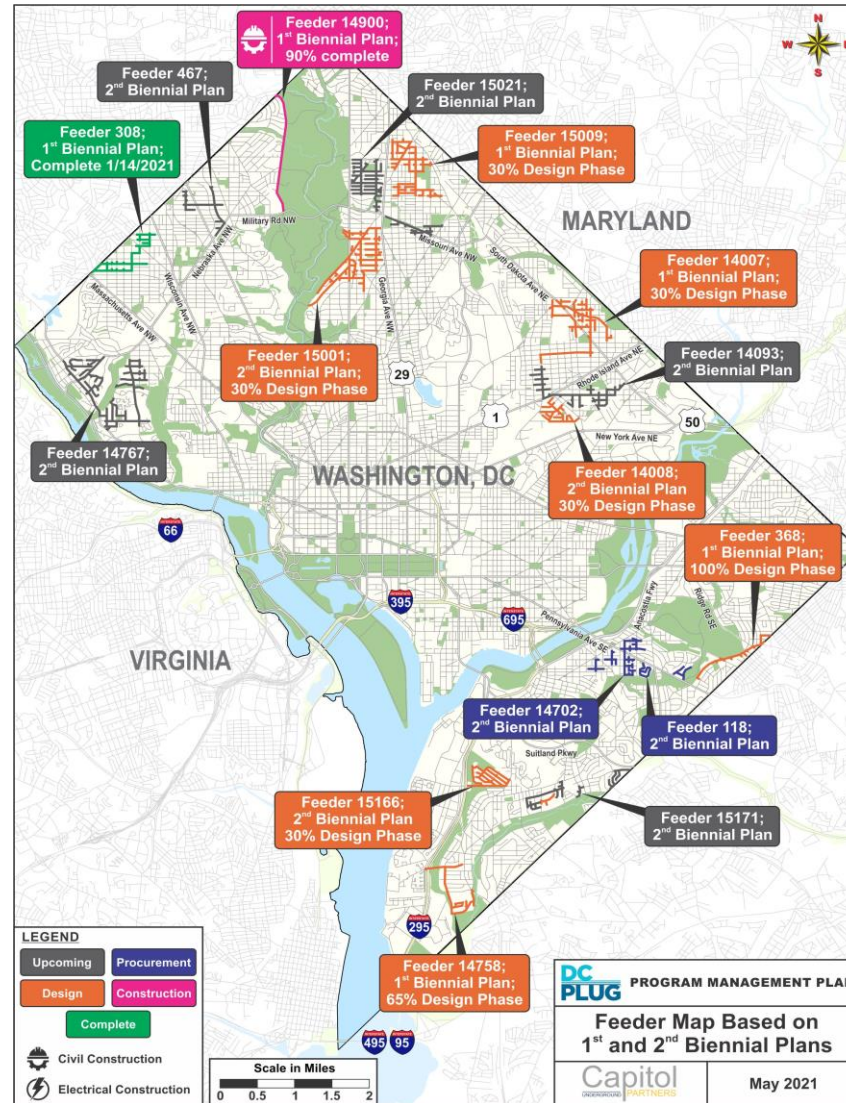 Feeder 14900;
1st Biennial Plan;
90% complete
N
W
S
Feeder 467;
2nd Biennial Plan
Feeder 15021;
2nd Biennial Plan
Feeder 308;
1st Biennial Plan;
Complete 1/14/2021
Feeder 15009;
1st Biennial Plan;
30% Design Phase
MARYLAND
Military Rd NW
Nebraska Ave NW
Missouri Ave NW
South Dakota Ave NE
Massachusetts Ave NW
Wisconsin Ave NW
Georgia Ave NW
Feeder 14007;
1st Biennial Plan;
30% Design Phase
Feeder 15001;
2nd Biennial Plan;
30% Design Phase
29
Rhode Island Ave NE
Feeder 14093;
2nd Biennial Plan
1
50
New York Ave NE
Feeder 14767;
2nd Biennial Plan
WASHINGTON, DC
Feeder 14008;
2nd Biennial Plan
30% Design Phase
66
Feeder 368;
1st Biennial Plan;
100% Design Phase
395
695
Pennsylvania Ave SE
Anacostia Fwy
Ridge Rd SE
VIRGINIA
Feeder 14702;
2nd Biennial Plan
Feeder 118;
2nd Biennial Plan
Suitland Pkwy
Feeder 15166;
2nd Biennial Plan
30% Design Phase
Feeder 15171;
2nd Biennial Plan
295
Feeder 14758;
1st Biennial Plan;
65% Design Phase
495
95
LEGEND
Upcoming
Procurement
Design
Construction
Complete
Civil Construction
Electrical Construction
Scale in Miles
0 0.5 1 1.5 2
DC
PLUG
PROGRAM MANAGEMENT PLA
Feeder Map Based on
1st and 2nd Biennial Plans
Capitol
UNDERGROUND PARTNERS
May 2021